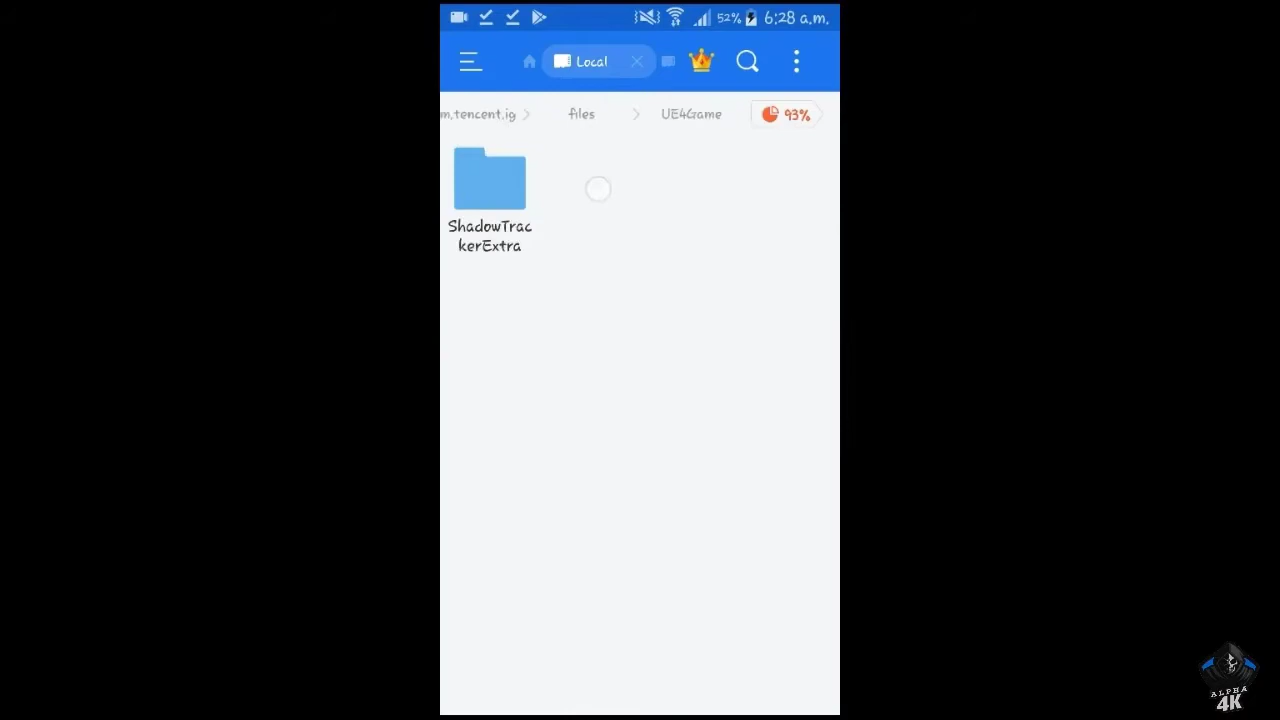 52% 6:28 a.m.
Local
m.tencent.ig files UE4Game 93%
ShadowTrac
kerExtra
ALPHA
4K